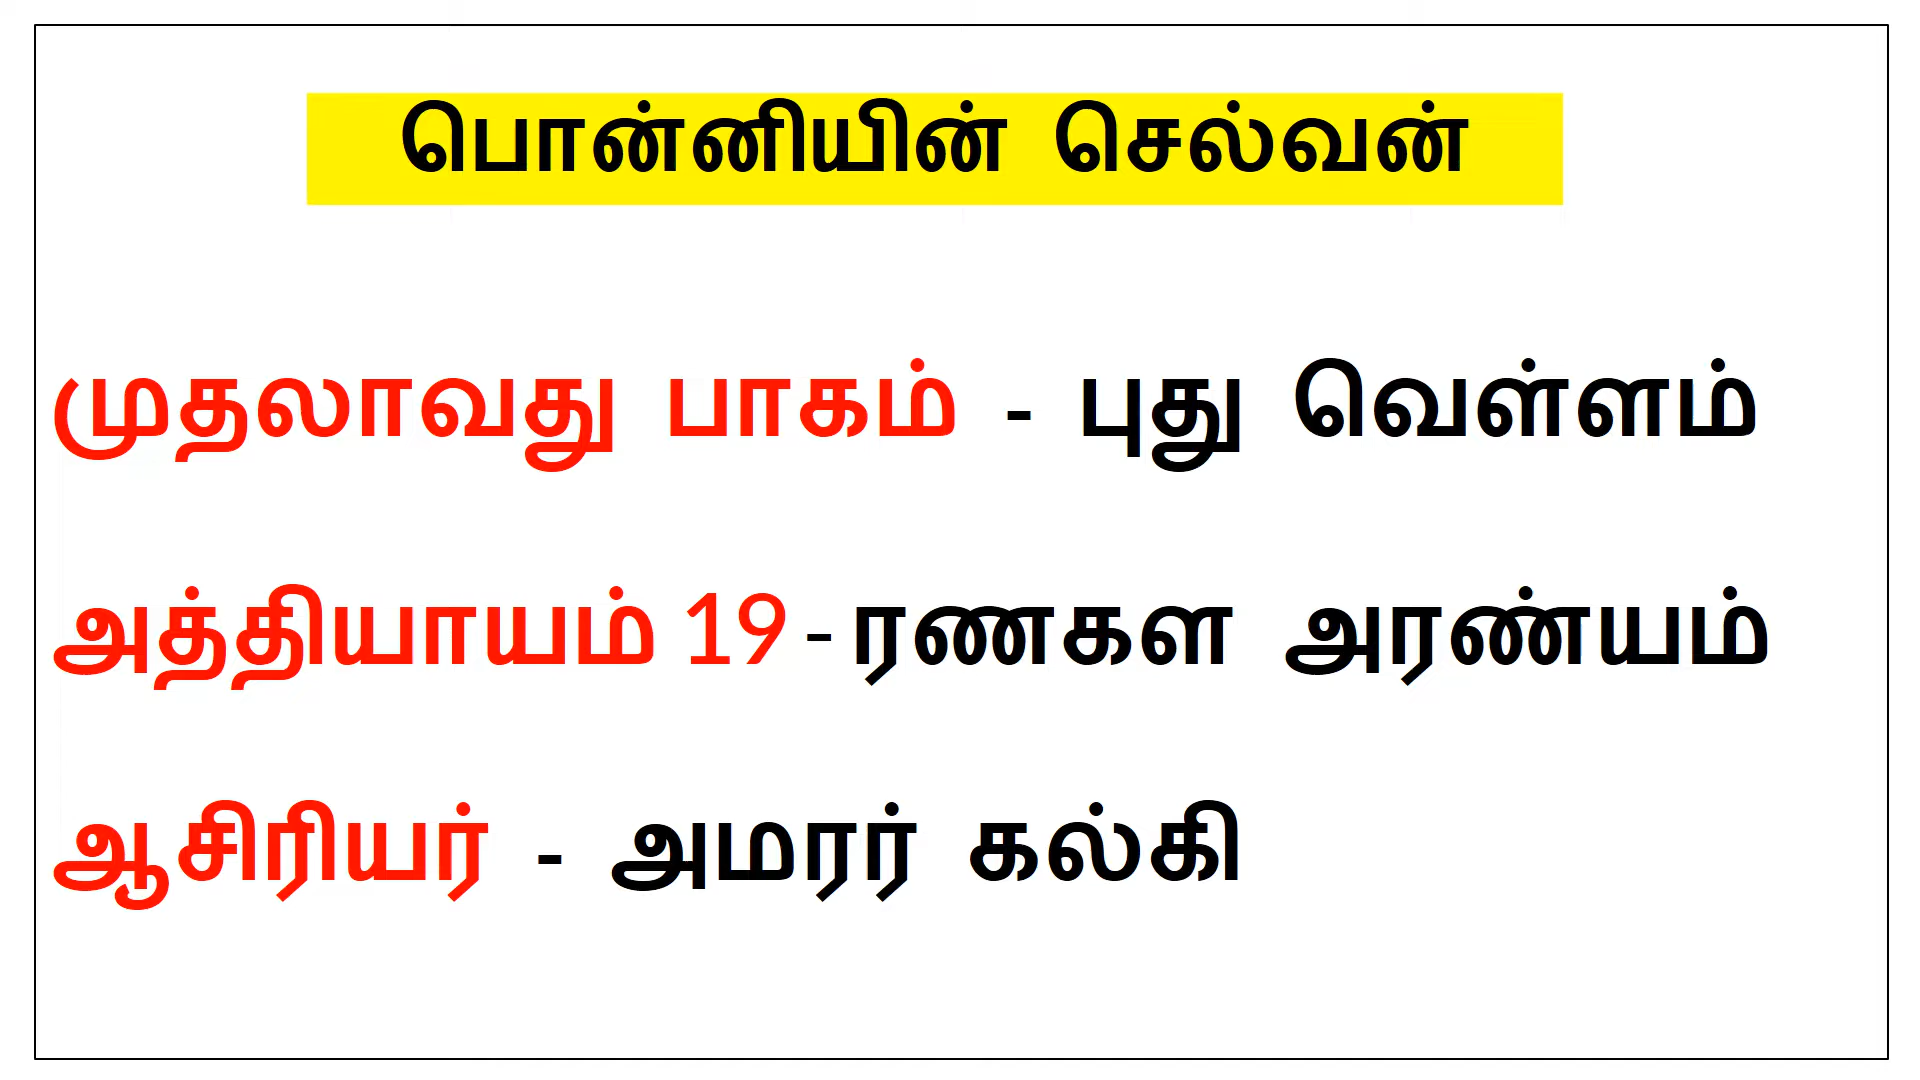 பொன்னியின் செல்வன்
முதலாவது பாகம் - புது வெள்ளம்
அத்தியாயம் 19 - ரணகள அரண்யம்
ஆசிரியர் - அமரர் கல்கி